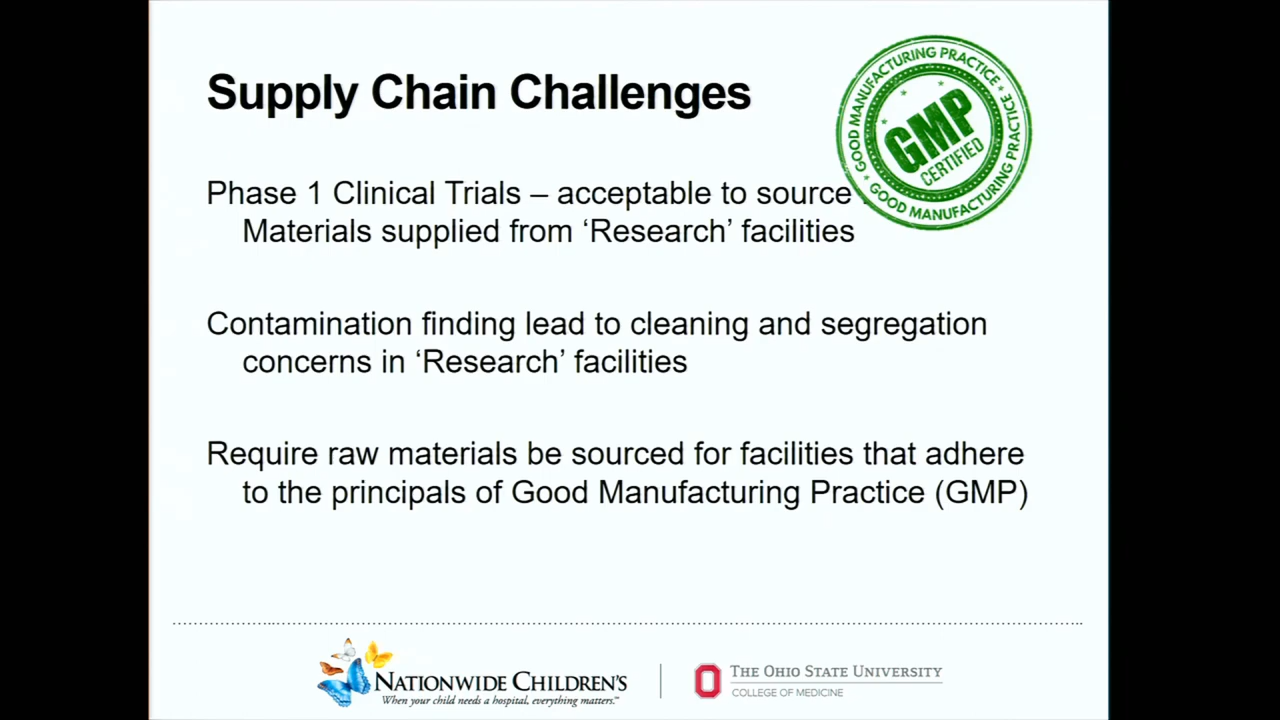 Supply Chain Challenges
GOOD MANUFACTURING PRACTICE
GMP
CERTIFIED
GOOD MANUFACTURING PRACTICE
Phase 1 Clinical Trials – acceptable to source
Materials supplied from ‘Research’ facilities
Contamination finding lead to cleaning and segregation
concerns in ‘Research’ facilities
Require raw materials be sourced for facilities that adhere
to the principals of Good Manufacturing Practice (GMP)
NATIONWIDE CHILDREN'S
When your child needs a hospital, everything matters.™
THE OHIO STATE UNIVERSITY
COLLEGE OF MEDICINE